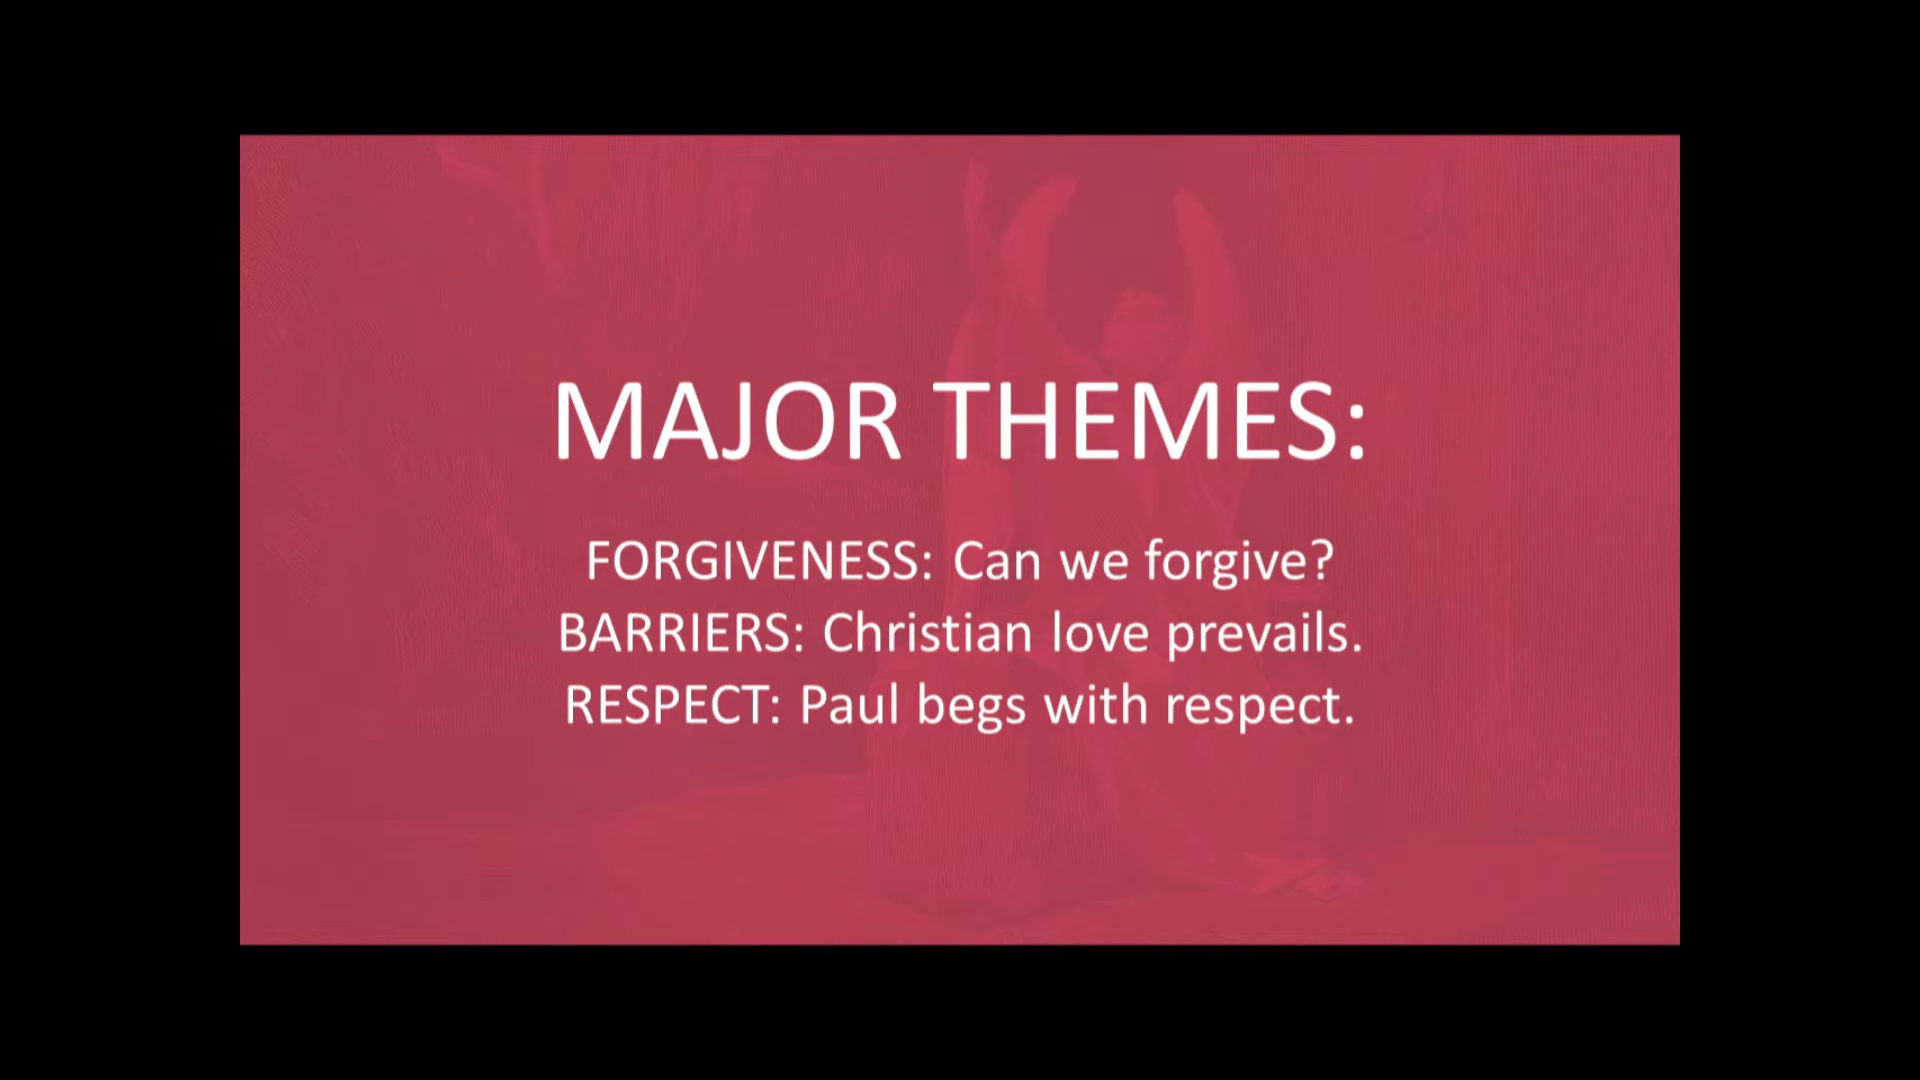 MAJOR THEMES:
FORGIVENESS: Can we forgive?
BARRIERS: Christian love prevails.
RESPECT: Paul begs with respect.